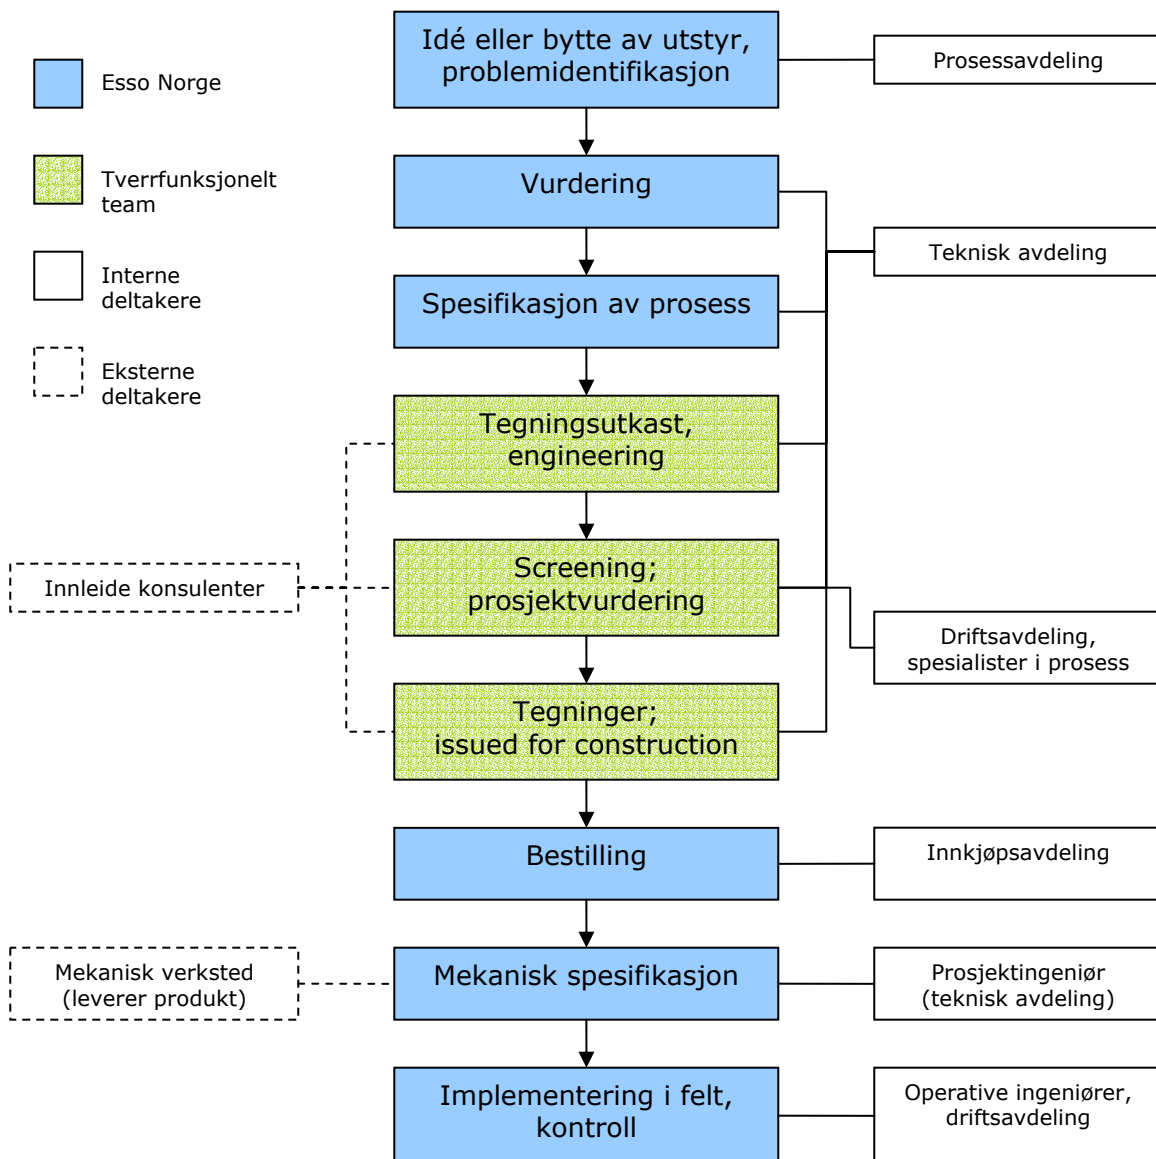 Idé eller bytte av utstyr,
problemidentifikasjon
Prosessavdeling
Esso Norge
Tverrfunksjonelt
team
Interne
deltakere
Eksterne
deltakere
Vurdering
Teknisk avdeling
Spesifikasjon av prosess
Tegningsutkast,
engineering
Innleide konsulenter
Screening;
prosjektvurdering
Driftsavdeling,
spesialister i prosess
Tegninger;
issued for construction
Bestilling
Innkjøpsavdeling
Mekanisk verksted
(leverer produkt)
Mekanisk spesifikasjon
Prosjektingeniør
(teknisk avdeling)
Implementering i felt,
kontroll
Operative ingeniører,
driftsavdeling